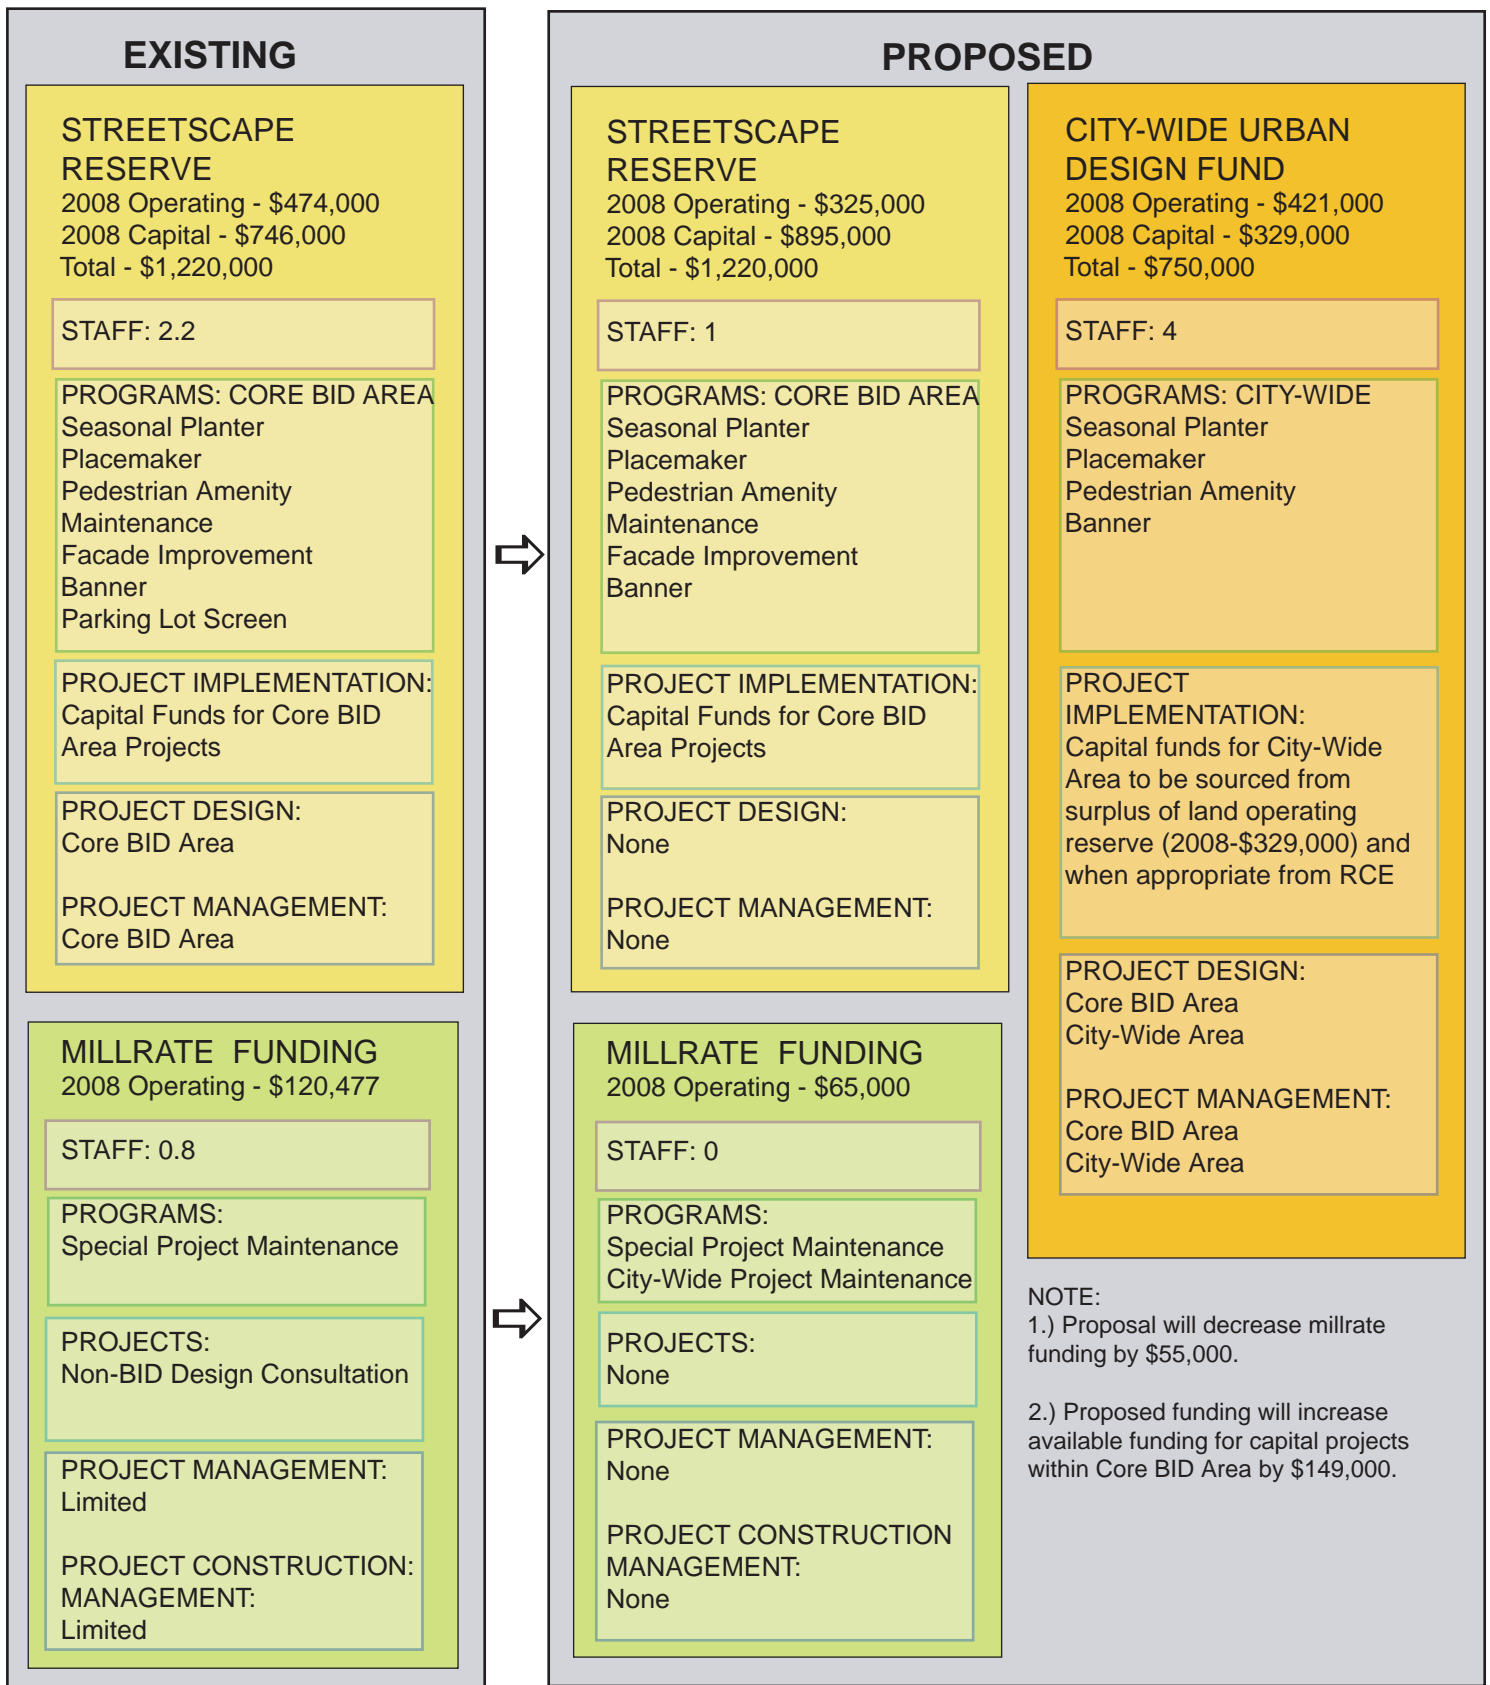 EXISTING
STREETSCAPE
RESERVE
2008 Operating - $474,000
2008 Capital - $746,000
Total - $1,220,000
STAFF: 2.2
PROGRAMS: CORE BID AREA
Seasonal Planter
Placemaker
Pedestrian Amenity
Maintenance
Facade Improvement
Banner
Parking Lot Screen
PROJECT IMPLEMENTATION:
Capital Funds for Core BID
Area Projects
PROJECT DESIGN:
Core BID Area
PROJECT MANAGEMENT:
Core BID Area
MILLRATE FUNDING
2008 Operating - $120,477
STAFF: 0.8
PROGRAMS:
Special Project Maintenance
PROJECTS:
Non-BID Design Consultation
PROJECT MANAGEMENT:
Limited
PROJECT CONSTRUCTION:
MANAGEMENT:
Limited
PROPOSED
STREETSCAPE
RESERVE
2008 Operating - $325,000
2008 Capital - $895,000
Total - $1,220,000
STAFF: 1
PROGRAMS: CORE BID AREA
Seasonal Planter
Placemaker
Pedestrian Amenity
Maintenance
Facade Improvement
Banner
PROJECT IMPLEMENTATION:
Capital Funds for Core BID
Area Projects
PROJECT DESIGN:
None
PROJECT MANAGEMENT:
None
MILLRATE FUNDING
2008 Operating - $65,000
STAFF: 0
PROGRAMS:
Special Project Maintenance
City-Wide Project Maintenance
PROJECTS:
None
PROJECT MANAGEMENT:
None
PROJECT CONSTRUCTION
MANAGEMENT:
None
CITY-WIDE URBAN
DESIGN FUND
2008 Operating - $421,000
2008 Capital - $329,000
Total - $750,000
STAFF: 4
PROGRAMS: CITY-WIDE
Seasonal Planter
Placemaker
Pedestrian Amenity
Banner
PROJECT
IMPLEMENTATION:
Capital funds for City-Wide
Area to be sourced from
surplus of land operating
reserve (2008-$329,000) and
when appropriate from RCE
PROJECT DESIGN:
Core BID Area
City-Wide Area
PROJECT MANAGEMENT:
Core BID Area
City-Wide Area
NOTE:
1.) Proposal will decrease millrate
funding by $55,000.
2.) Proposed funding will increase
available funding for capital projects
within Core BID Area by $149,000.